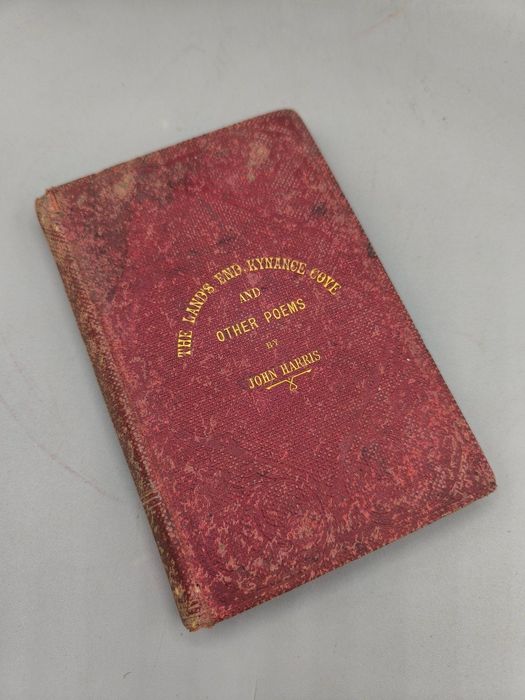 THE LAND'S END, KYNANCE COVE
AND
OTHER POEMS
BY
JOHN HARRIS